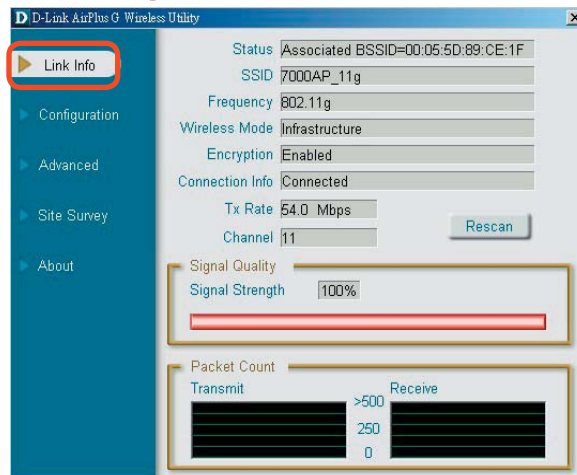 D D-Link AirPlus G Wireless Utility
Link Info
Configuration
Advanced
Site Survey
About
Status Associated BSSID=00:05:5D:89:CE:1F
SSID 7000AP_11g
Frequency 802.11g
Wireless Mode Infrastructure
Encryption Enabled
Connection Info Connected
Tx Rate 54.0 Mbps
Channel 11
Rescan
Signal Quality
Signal Strength 100%
Packet Count
Transmit Receive
>500
250
0